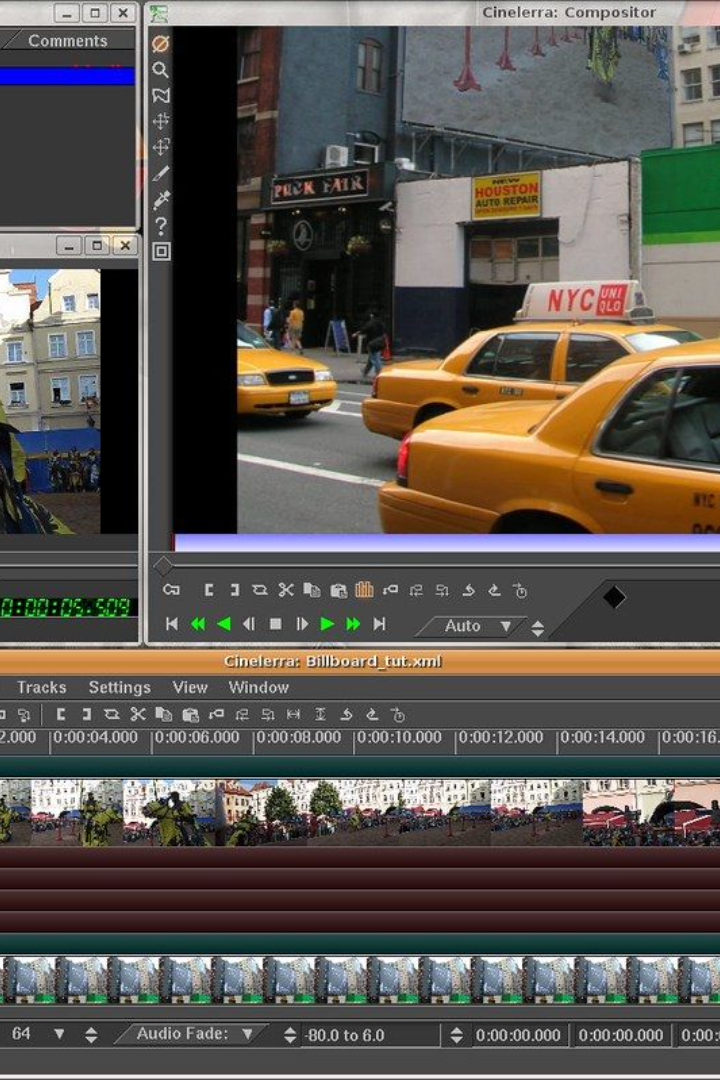 Cinelerra: Compositor
Comments
PUCK FAIR
NEW
HOUSTON
AUTO REPAIR
NYC UNI
QLO
NYC
0:00:05.509
Auto
Cinelerra: Billboard_tut.xml
Tracks Settings View Window
2.000 0:00:04.000 0:00:06.000 0:00:08.000 0:00:10.000 0:00:12.000 0:00:14.000 0:00:16.
64 Audio Fade: -80.0 to 6.0 0:00:00.000 0:00:00.000 0:00: